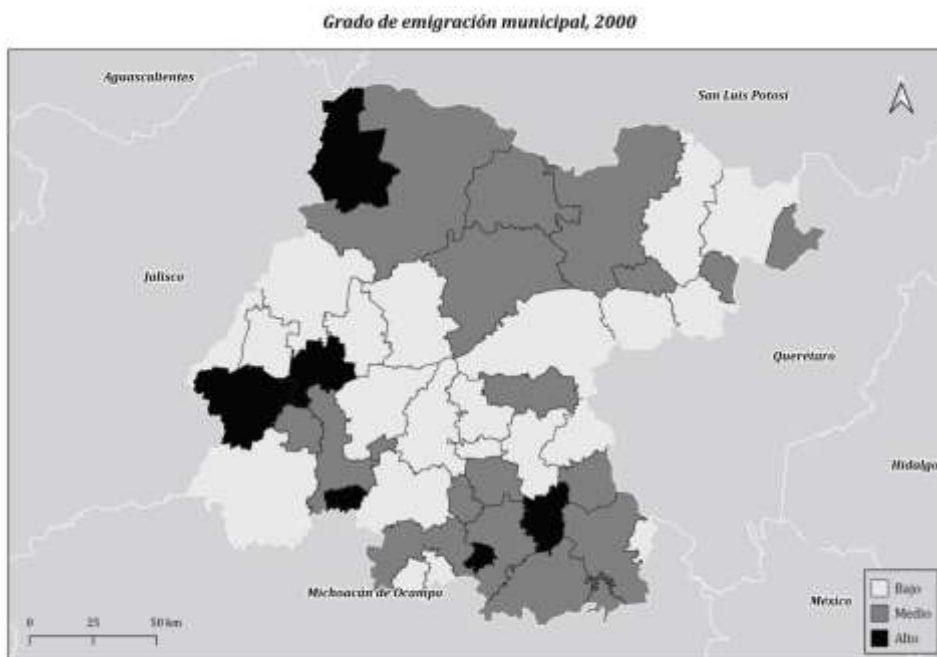 Grado de emigración municipal, 2000
Aguascalientes
San Luis Potosí
Jalisco
Querétaro
Hidalgo
Michoacán de Ocampo
México
Bajo
Medio
Alto
0 25 50 km